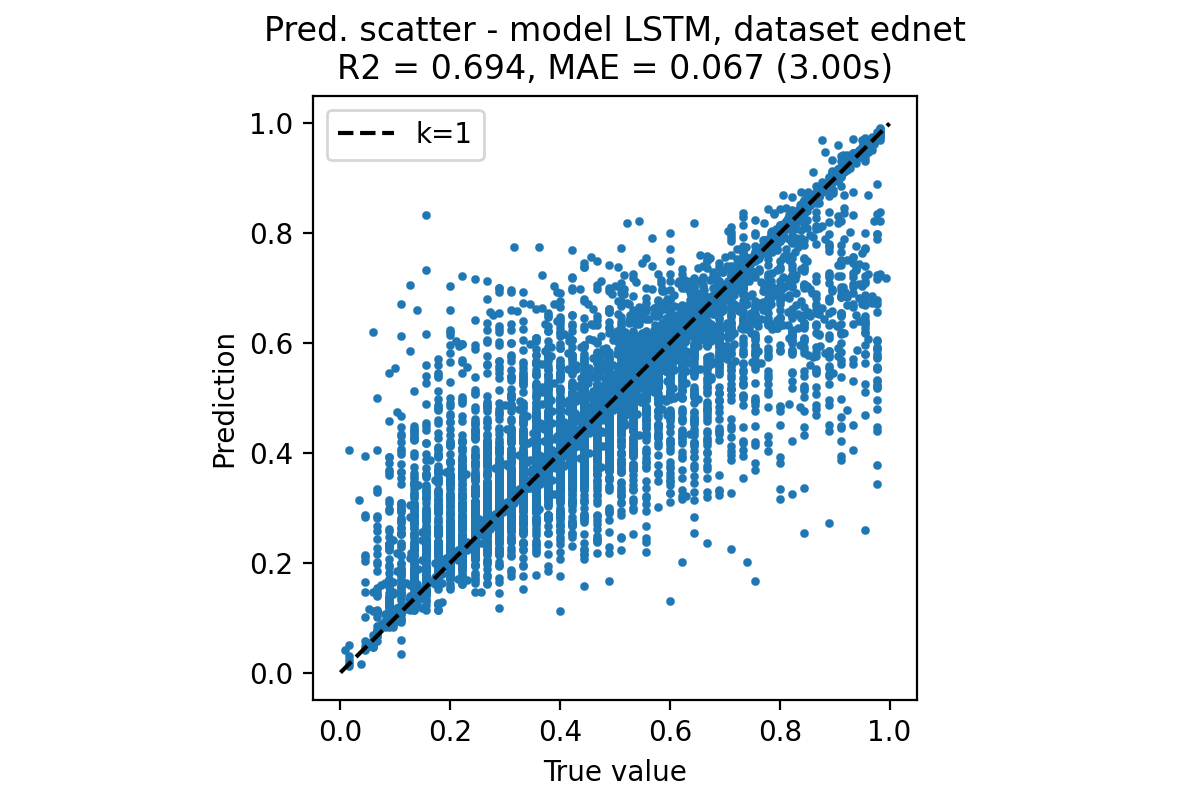 Pred. scatter - model LSTM, dataset ednet
R2 = 0.694, MAE = 0.067 (3.00s)
k=1
1.0
0.8
0.6
0.4
0.2
0.0
Prediction
0.0 0.2 0.4 0.6 0.8 1.0
True value